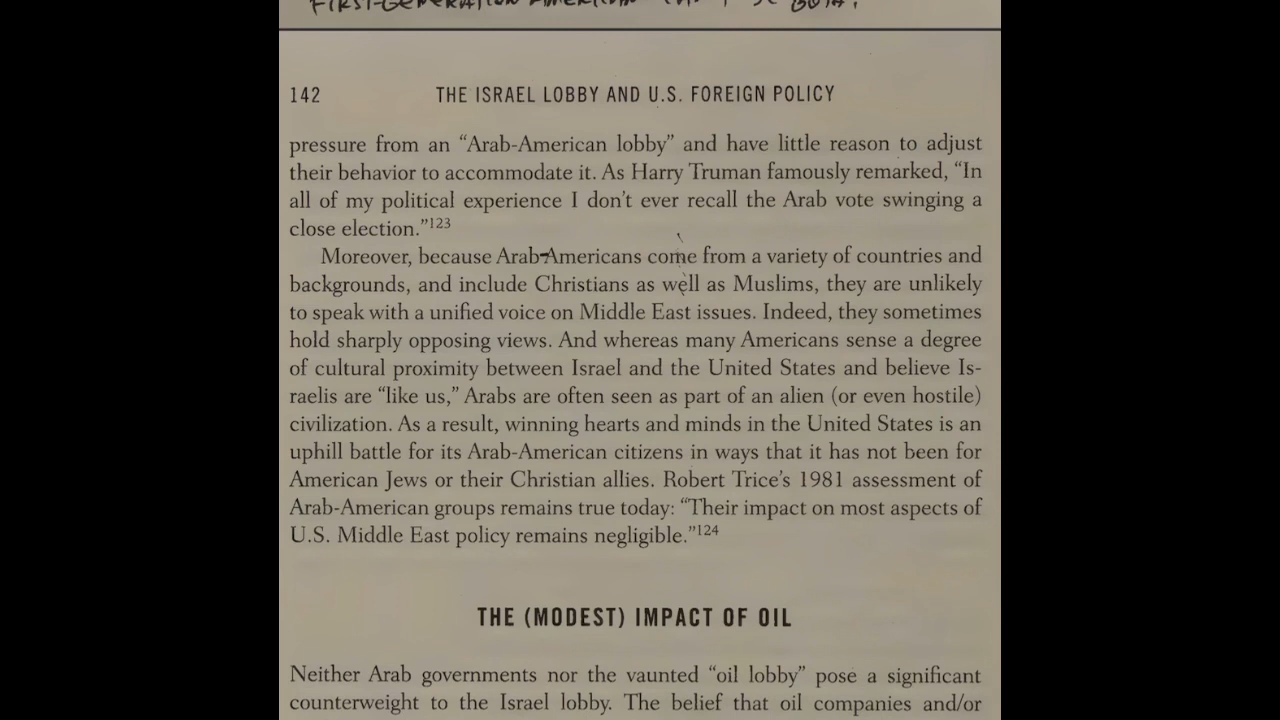 FIRST-GENERATION AMERICAN
142 THE ISRAEL LOBBY AND U.S. FOREIGN POLICY
pressure from an “Arab-American lobby” and have little reason to adjust
their behavior to accommodate it. As Harry Truman famously remarked, “In
all of my political experience I don’t ever recall the Arab vote swinging a
close election.”123
Moreover, because Arab-Americans come from a variety of countries and
backgrounds, and include Christians as well as Muslims, they are unlikely
to speak with a unified voice on Middle East issues. Indeed, they sometimes
hold sharply opposing views. And whereas many Americans sense a degree
of cultural proximity between Israel and the United States and believe Is-
raelis are “like us,” Arabs are often seen as part of an alien (or even hostile)
civilization. As a result, winning hearts and minds in the United States is an
uphill battle for its Arab-American citizens in ways that it has not been for
American Jews or their Christian allies. Robert Trice’s 1981 assessment of
Arab-American groups remains true today: “Their impact on most aspects of
U.S. Middle East policy remains negligible.”124
THE (MODEST) IMPACT OF OIL
Neither Arab governments nor the vaunted “oil lobby” pose a significant
counterweight to the Israel lobby. The belief that oil companies and/or